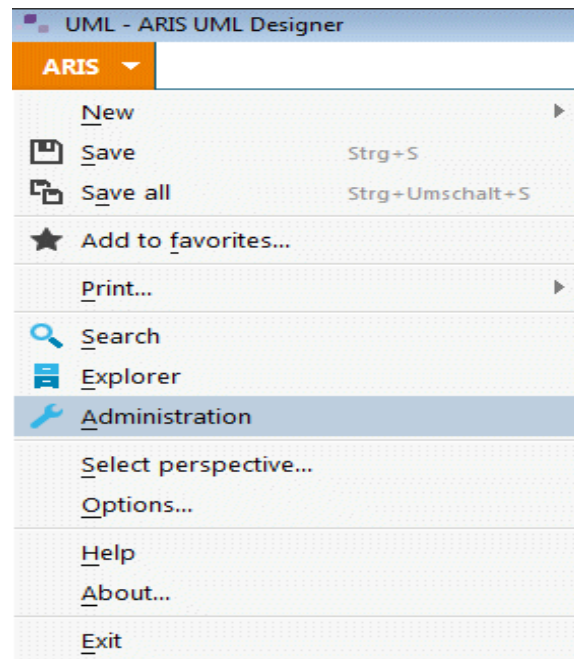 UML - ARIS UML Designer
ARIS
New
Save Strg+S
Save all Strg+Umschalt+S
Add to favorites...
Print...
Search
Explorer
Administration
Select perspective...
Options...
Help
About...
Exit